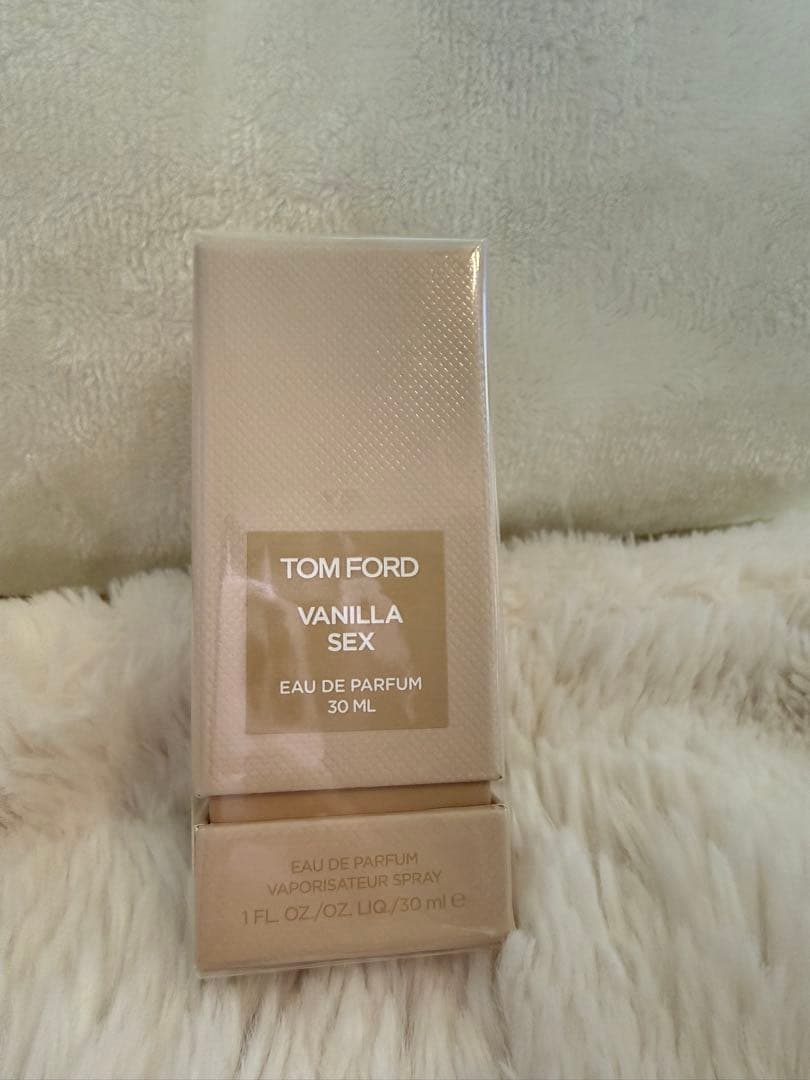 TOM FORD
VANILLA
SEX
EAU DE PARFUM
30 ML
EAU DE PARFUM
VAPORISATEUR SPRAY
1 FL. OZ./OZ. LIQ./30 ml ℮